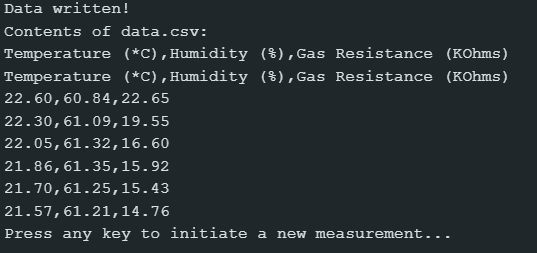 Data written!
Contents of data.csv:
Temperature (*C),Humidity (%),Gas Resistance (KOhms)
Temperature (*C),Humidity (%),Gas Resistance (KOhms)
22.60,60.84,22.65
22.30,61.09,19.55
22.05,61.32,16.60
21.86,61.35,15.92
21.70,61.25,15.43
21.57,61.21,14.76
Press any key to initiate a new measurement...